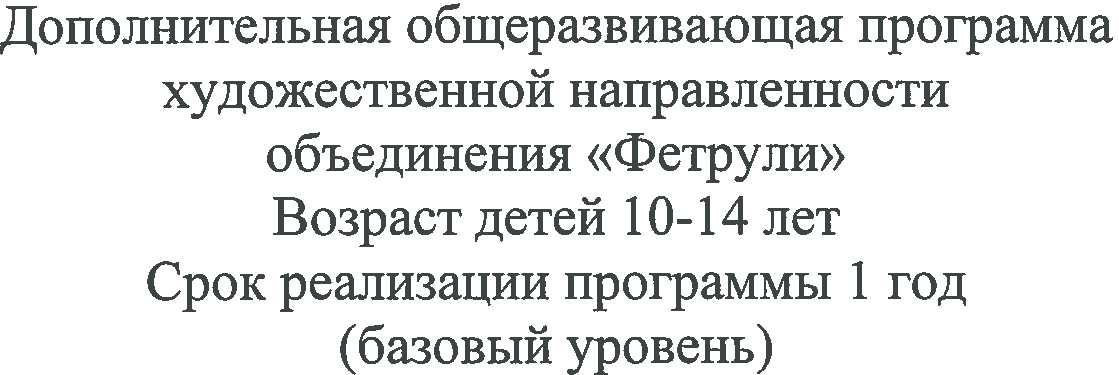 Дополнительная общеразвивающая программа
художественной направленности
объединения «Фетрули»
Возраст детей 10-14 лет
Срок реализации программы 1 год
(базовый уровень)